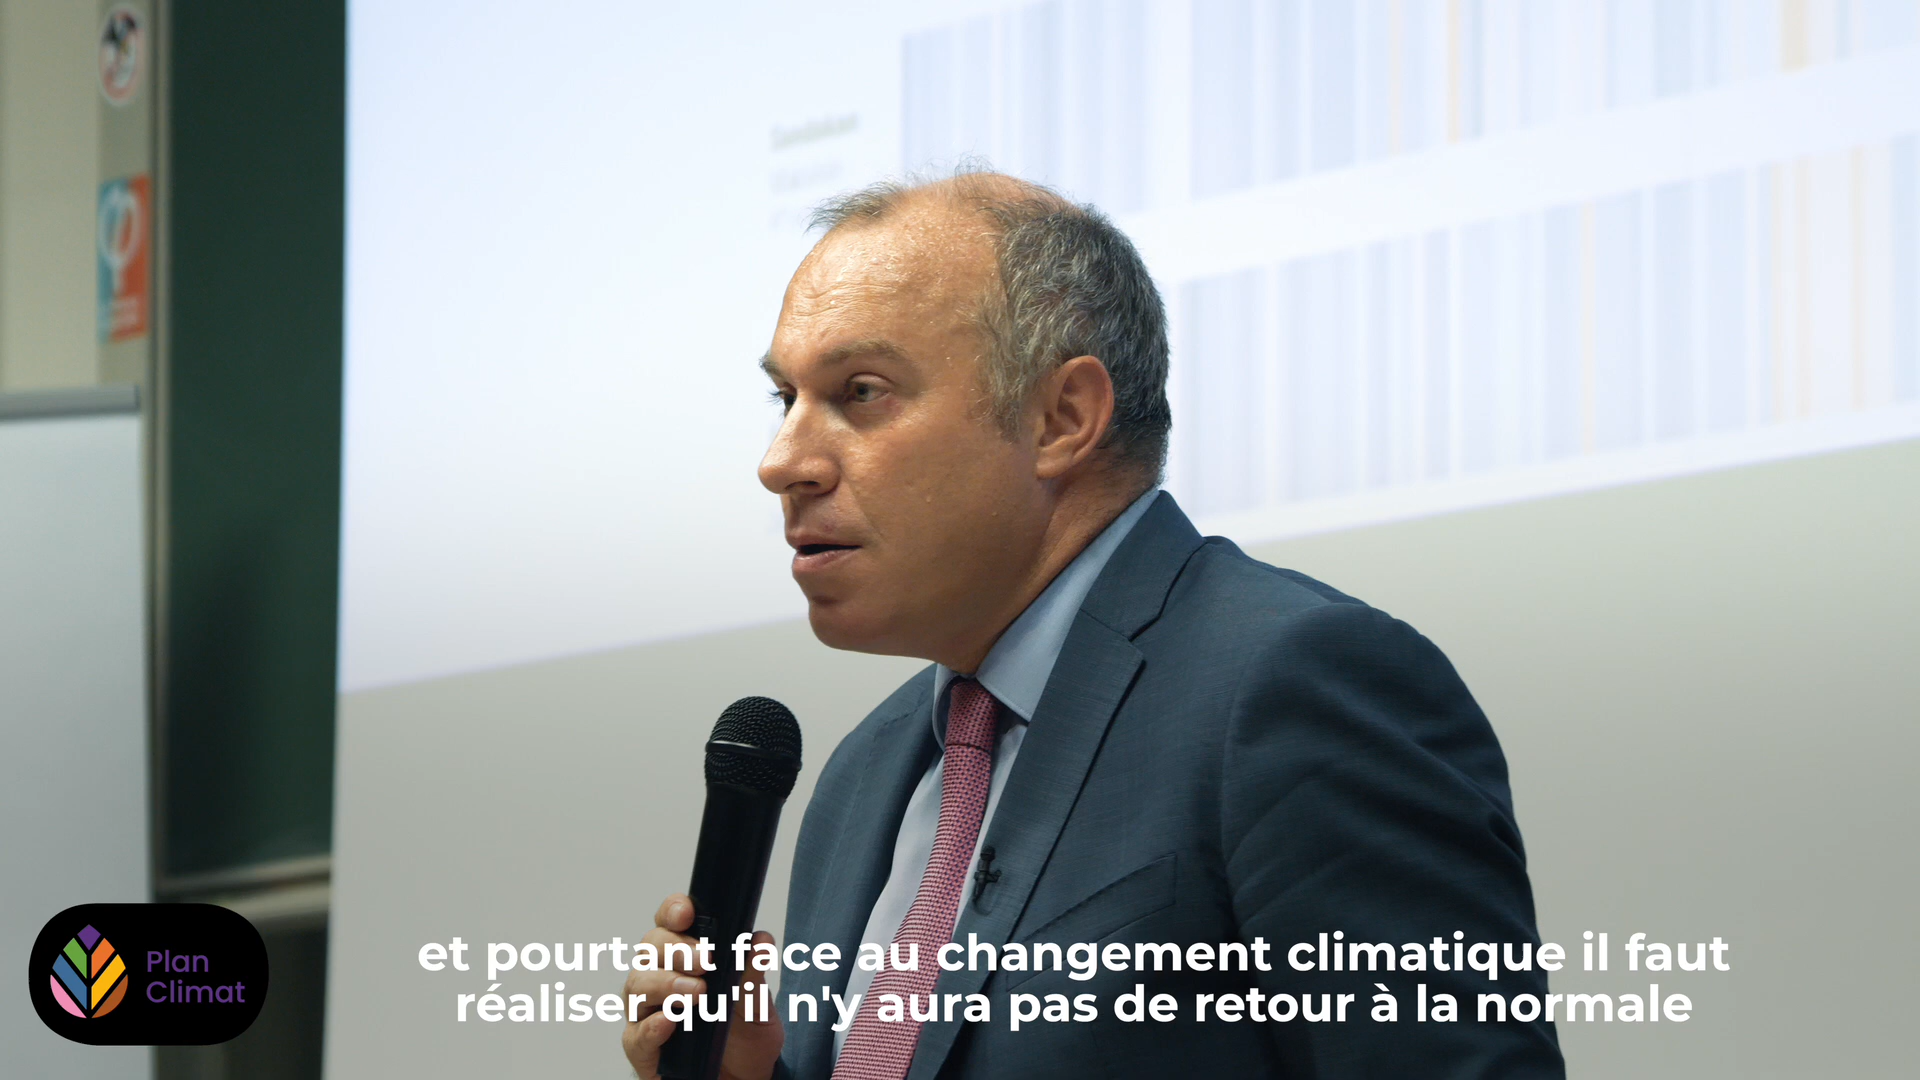 et pourtant face au changement climatique il faut
réaliser qu'il n'y aura pas de retour à la normale
Plan
Climat